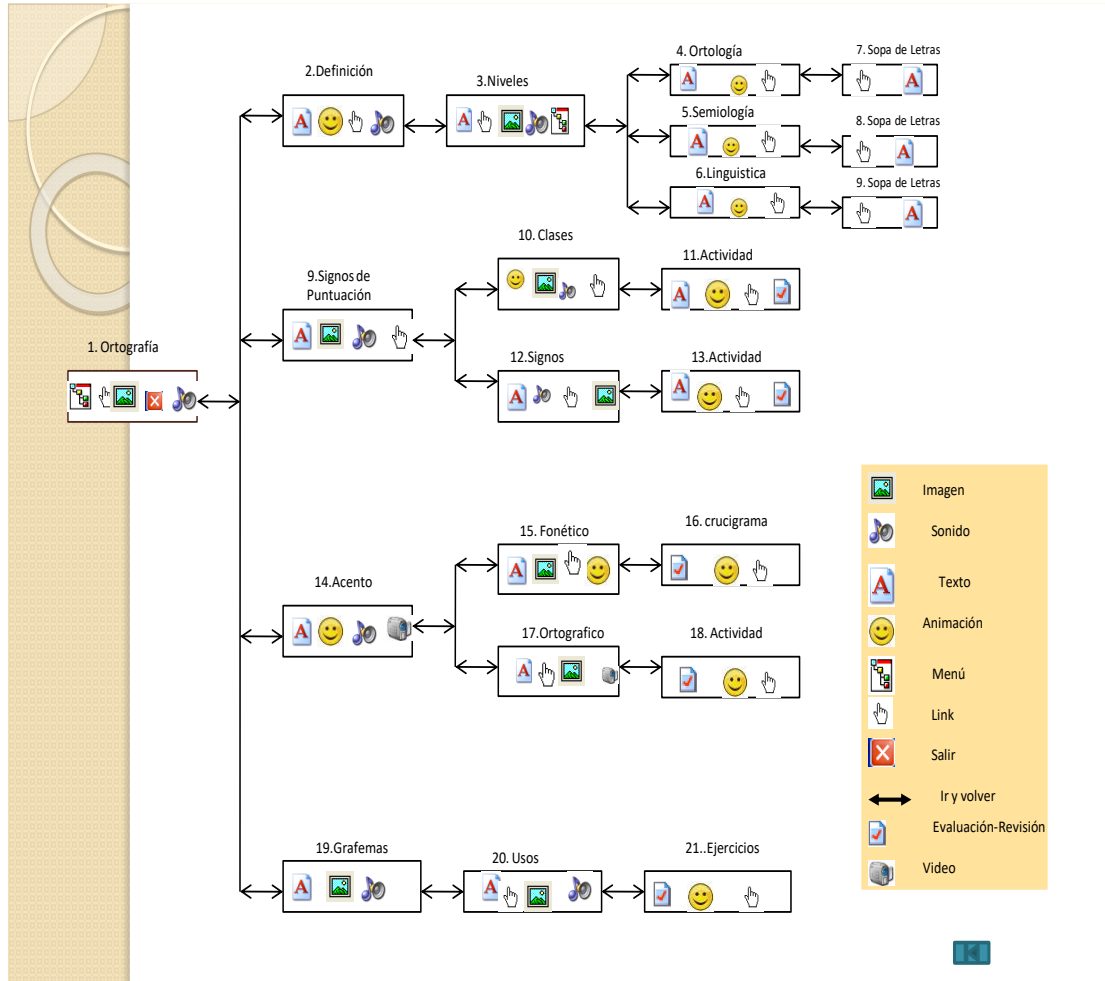 1. Ortografía
2.Definición
3.Niveles
4. Ortología
7. Sopa de Letras
5.Semiología
8. Sopa de Letras
6.Linguistica
9. Sopa de Letras
9.Signos de
Puntuación
10. Clases
11.Actividad
12.Signos
13.Actividad
14.Acento
15. Fonético
16. crucigrama
17.Ortografico
18. Actividad
19.Grafemas
20. Usos
21..Ejercicios
Imagen
Sonido
Texto
Animación
Menú
Link
Salir
Ir y volver
Evaluación-Revisión
Video